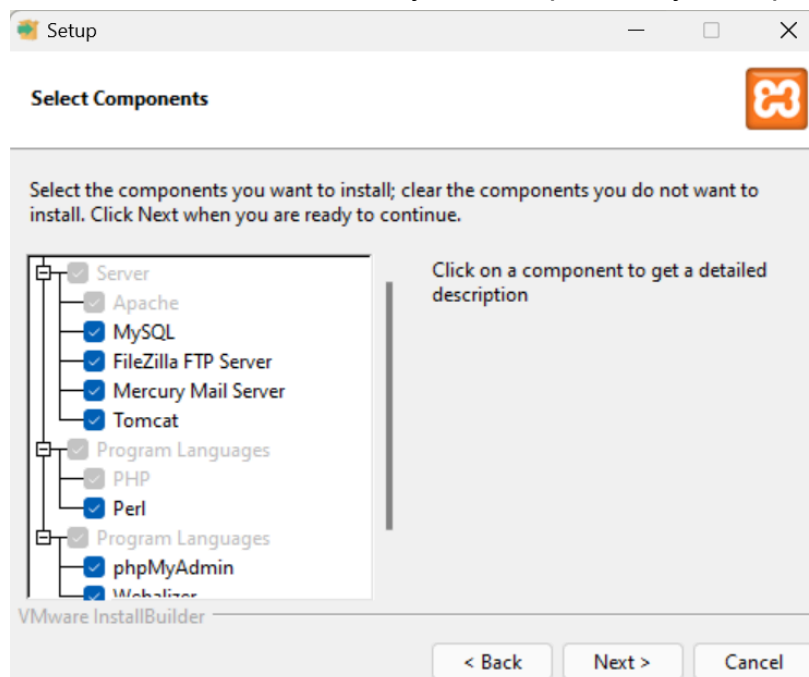 Setup
Select Components
Select the components you want to install; clear the components you do not want to
install. Click Next when you are ready to continue.
Server
Apache
MySQL
FileZilla FTP Server
Mercury Mail Server
Tomcat
Program Languages
PHP
Perl
Program Languages
phpMyAdmin
Webalizer
Click on a component to get a detailed
description
VMware InstallBuilder
< Back
Next >
Cancel